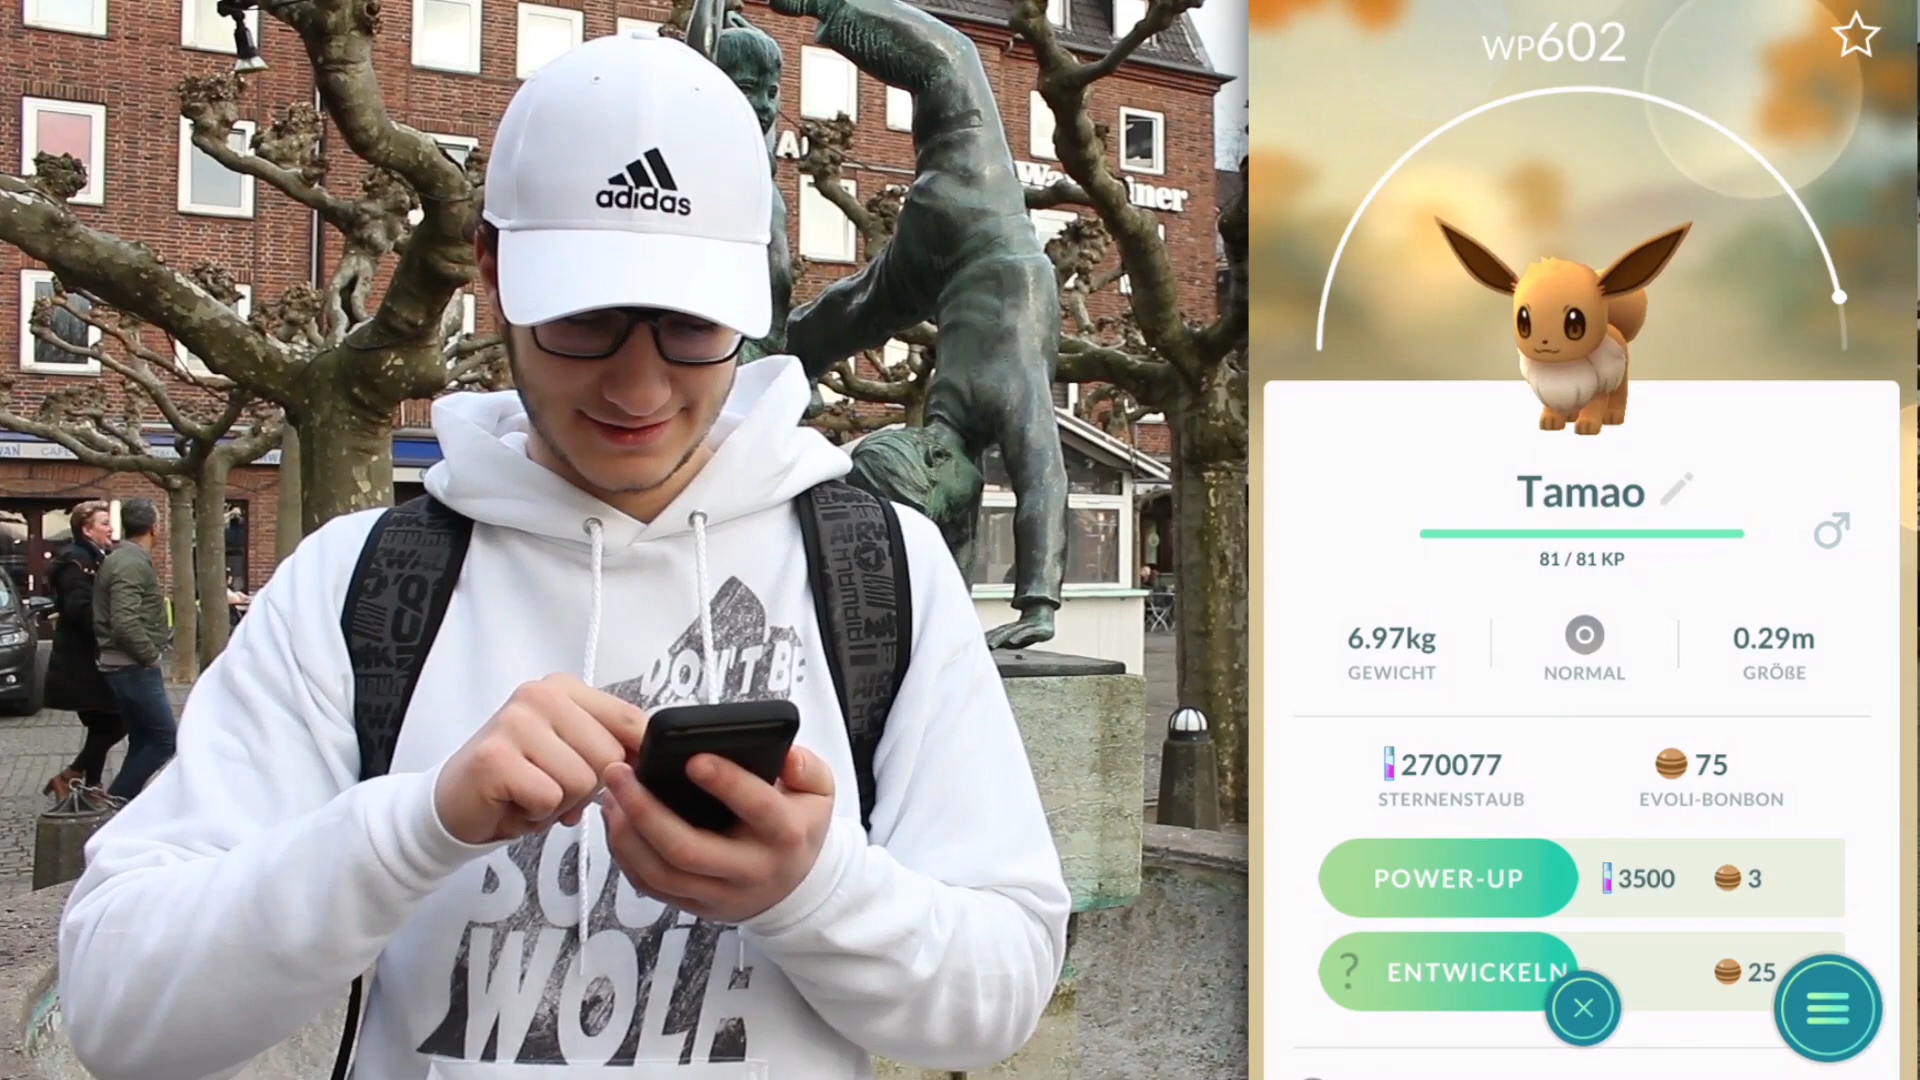 adidas
DON'T BE
WOLF
AIRWALK
WP602
Tamao
81 / 81 KP
6.97kg
GEWICHT
NORMAL
0.29m
GRÖßE
270077
STERNENSTAUB
75
EVOLI-BONBON
POWER-UP
3500
3
?
ENTWICKELN
25